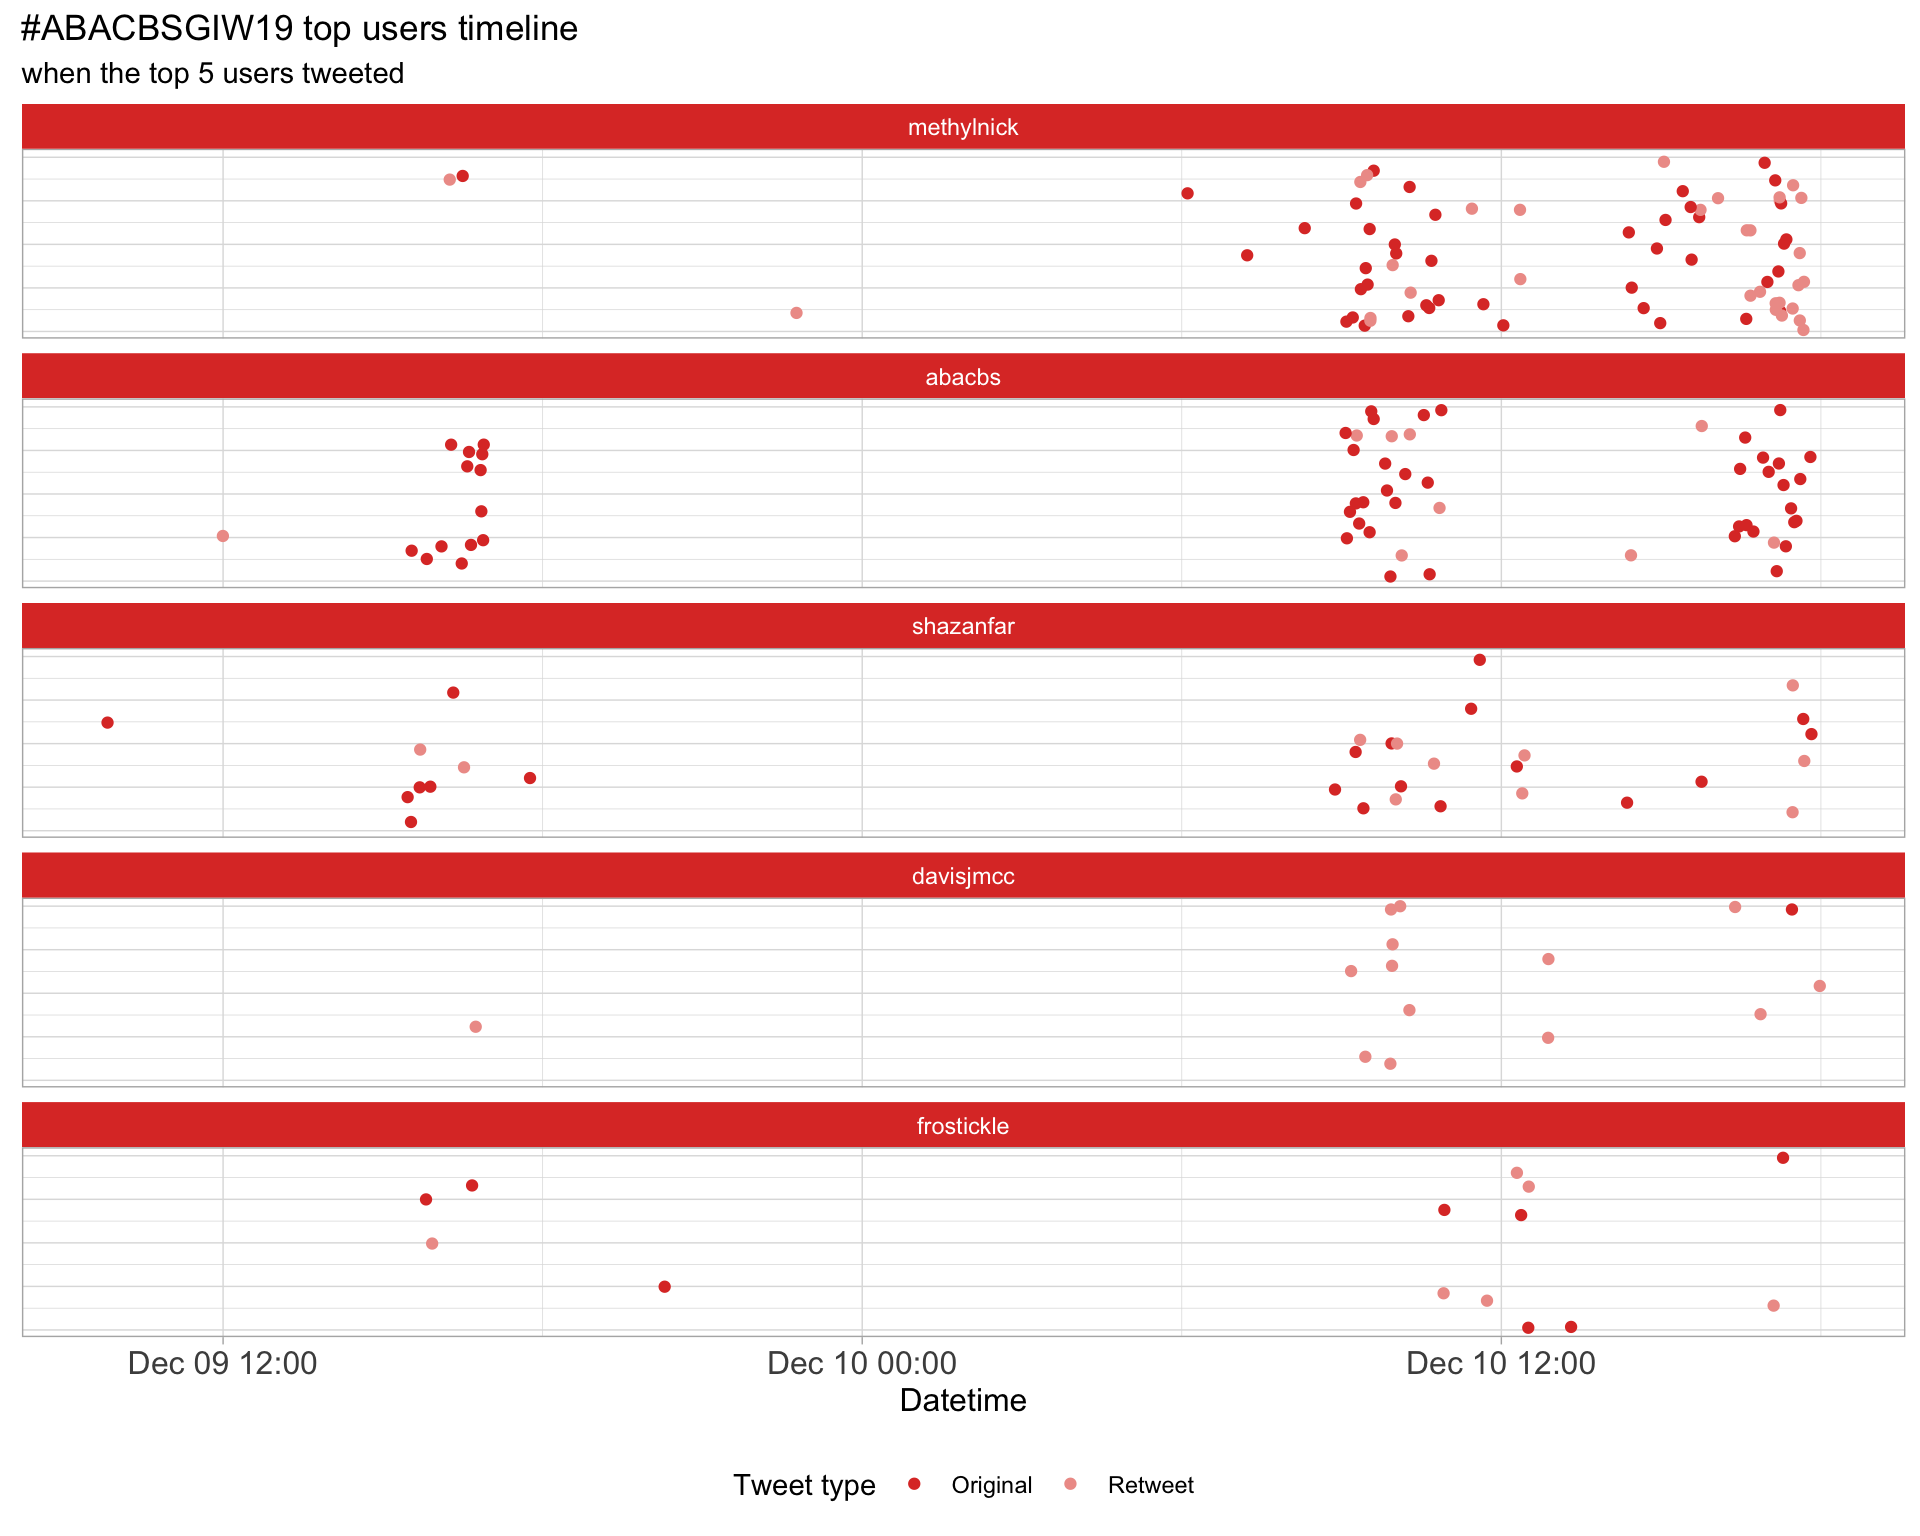 #ABACBSGIW19 top users timeline
when the top 5 users tweeted
methylnick
abacbs
shazanfar
davisjmcc
frostickle
Dec 09 12:00 Dec 10 00:00 Dec 10 12:00
Datetime
Tweet type Original Retweet